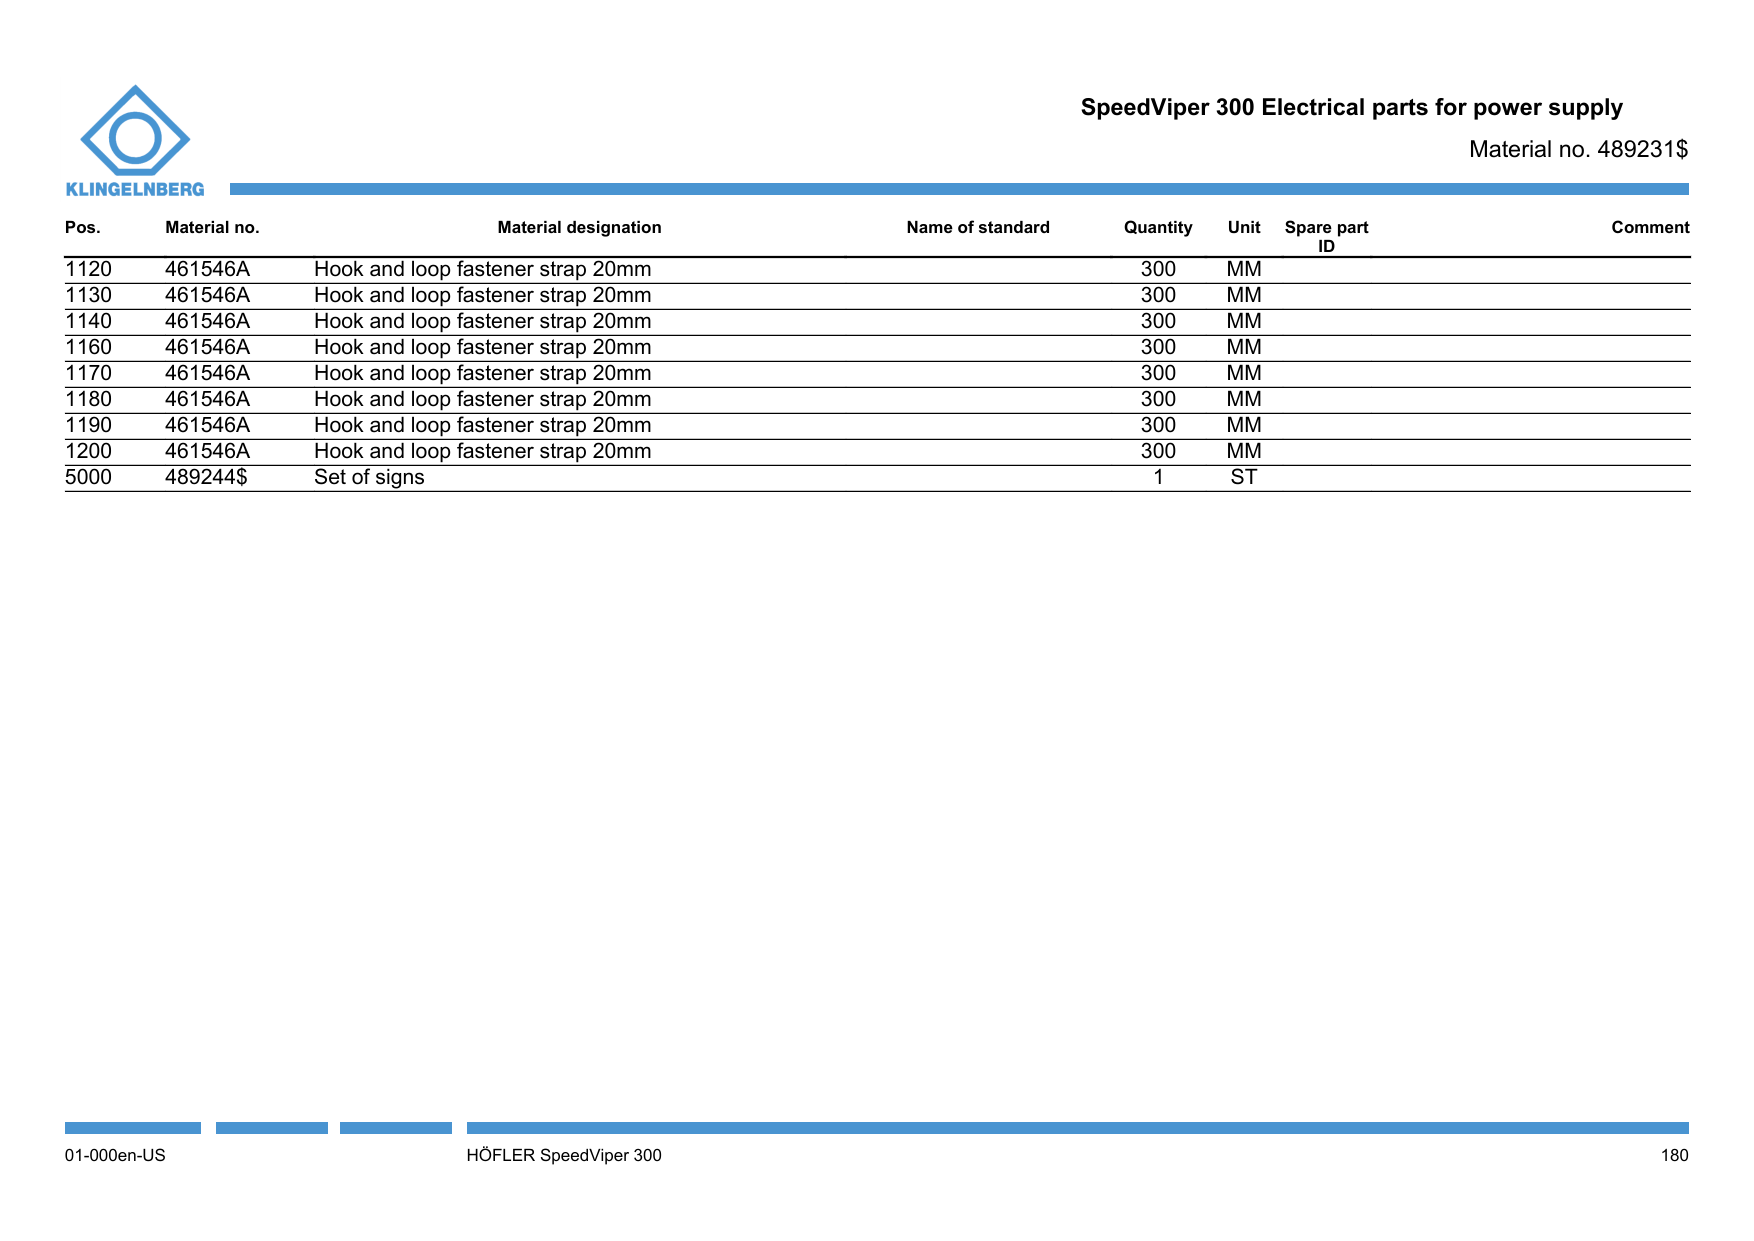 SpeedViper 300 Electrical parts for power supply
Material no. 489231$
KLINGELNBERG
Pos. Material no. Material designation Name of standard Quantity Unit Spare part ID Comment
1120 461546A Hook and loop fastener strap 20mm 300 MM
1130 461546A Hook and loop fastener strap 20mm 300 MM
1140 461546A Hook and loop fastener strap 20mm 300 MM
1160 461546A Hook and loop fastener strap 20mm 300 MM
1170 461546A Hook and loop fastener strap 20mm 300 MM
1180 461546A Hook and loop fastener strap 20mm 300 MM
1190 461546A Hook and loop fastener strap 20mm 300 MM
1200 461546A Hook and loop fastener strap 20mm 300 MM
5000 489244$ Set of signs 1 ST
01-000en-US HÖFLER SpeedViper 300 180